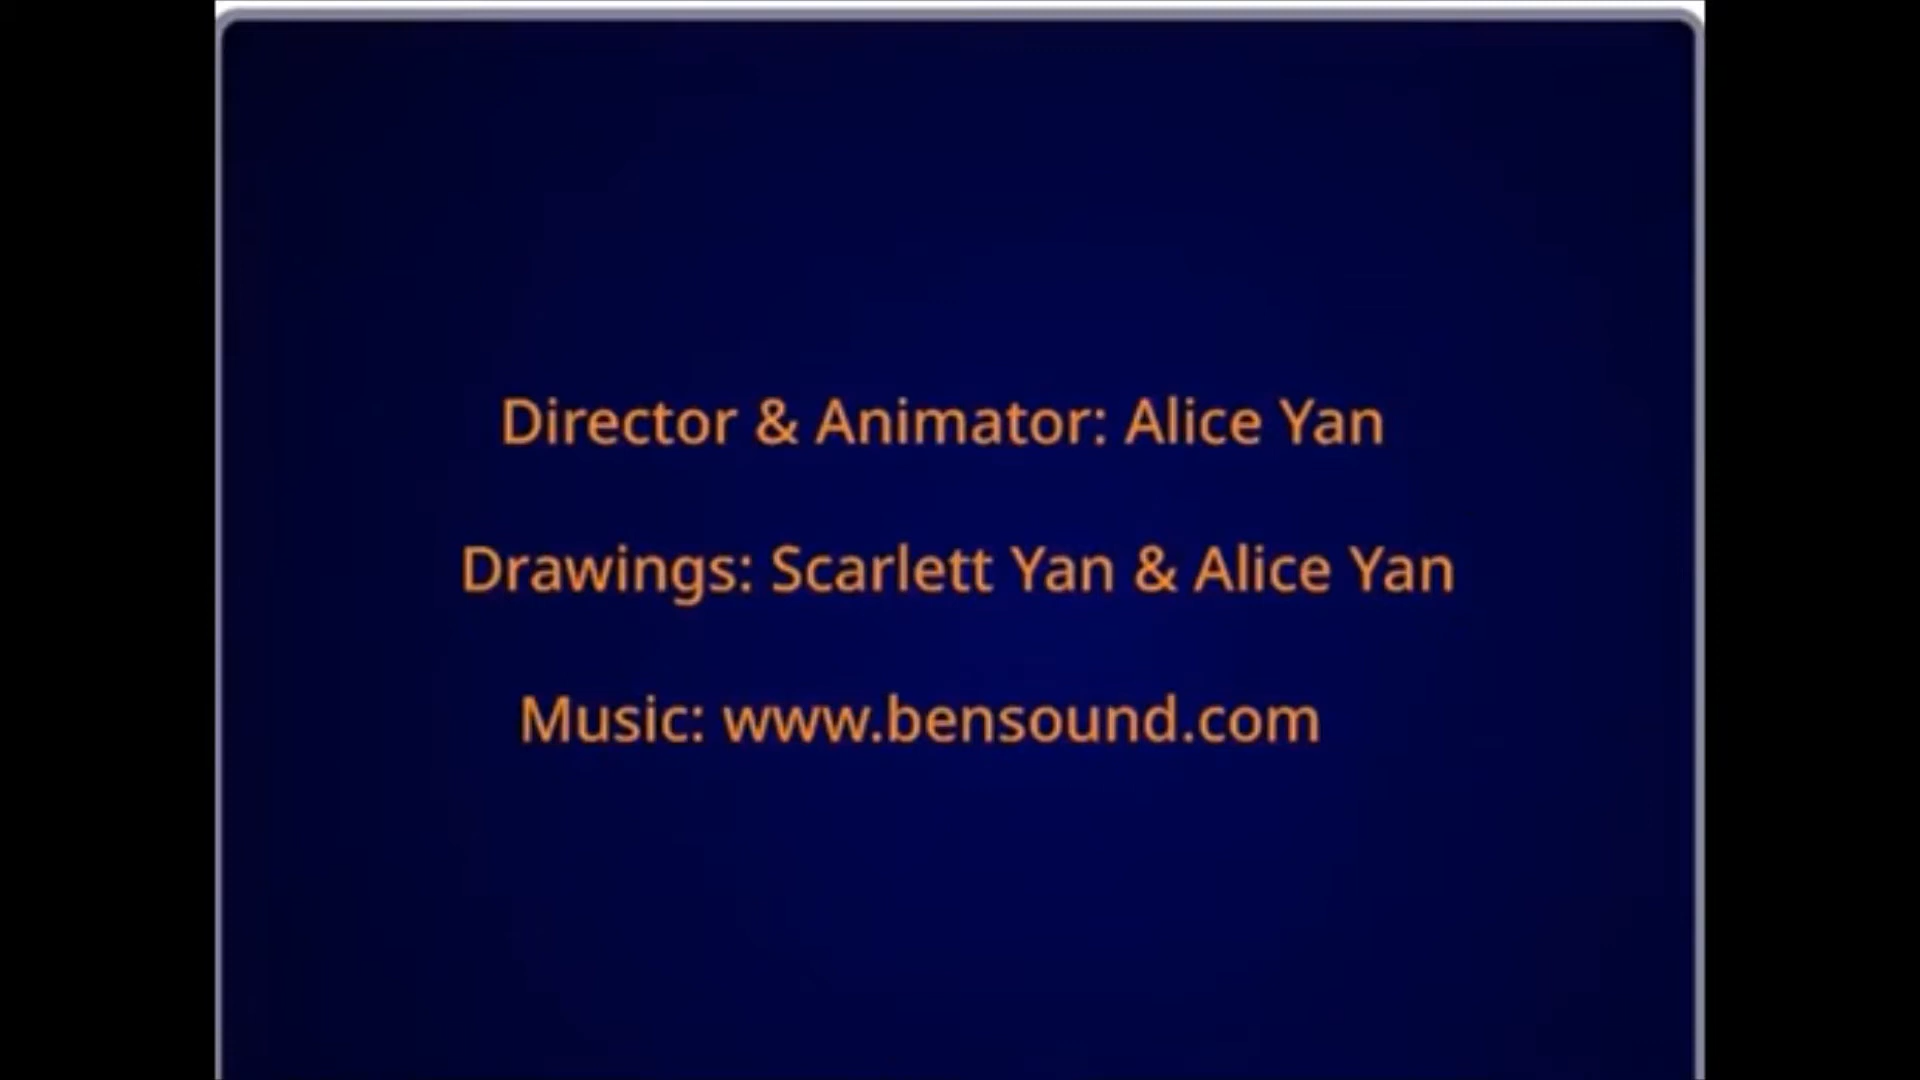 Director & Animator: Alice Yan
Drawings: Scarlett Yan & Alice Yan
Music: www.bensound.com